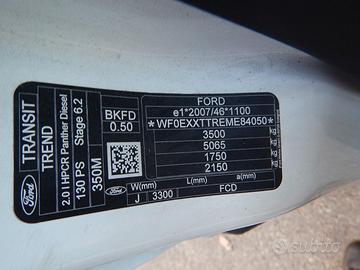 TRANSIT
TREND
2.0 l HPCR Panther Diesel
130 PS Stage 6.2
350M
Ford
BKFD
0.50
FORD
e1*2007/46*1100
*WF0EXXTTREME84050*
3500 kg
5065 kg
1750 kg
2150 kg
Ford
W(mm) L(m) a(mm)
J 3300 FCD
subito